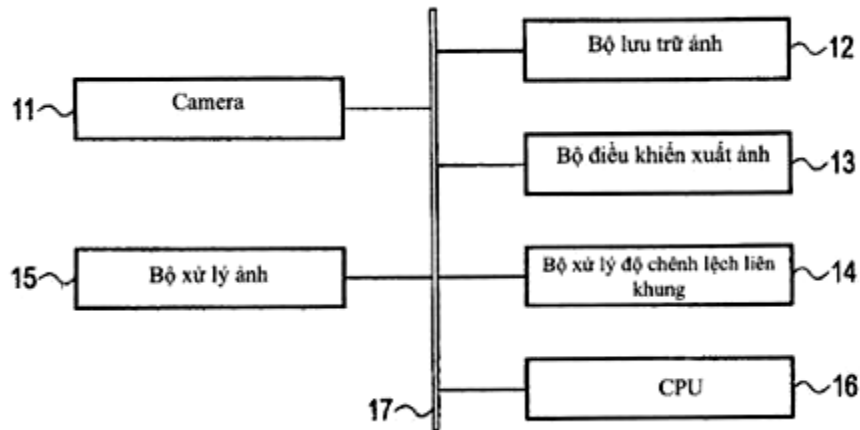 Bộ lưu trữ ảnh
12
11
Camera
Bộ điều khiển xuất ảnh
13
15
Bộ xử lý ảnh
Bộ xử lý độ chênh lệch liên
khung
14
17
CPU
16